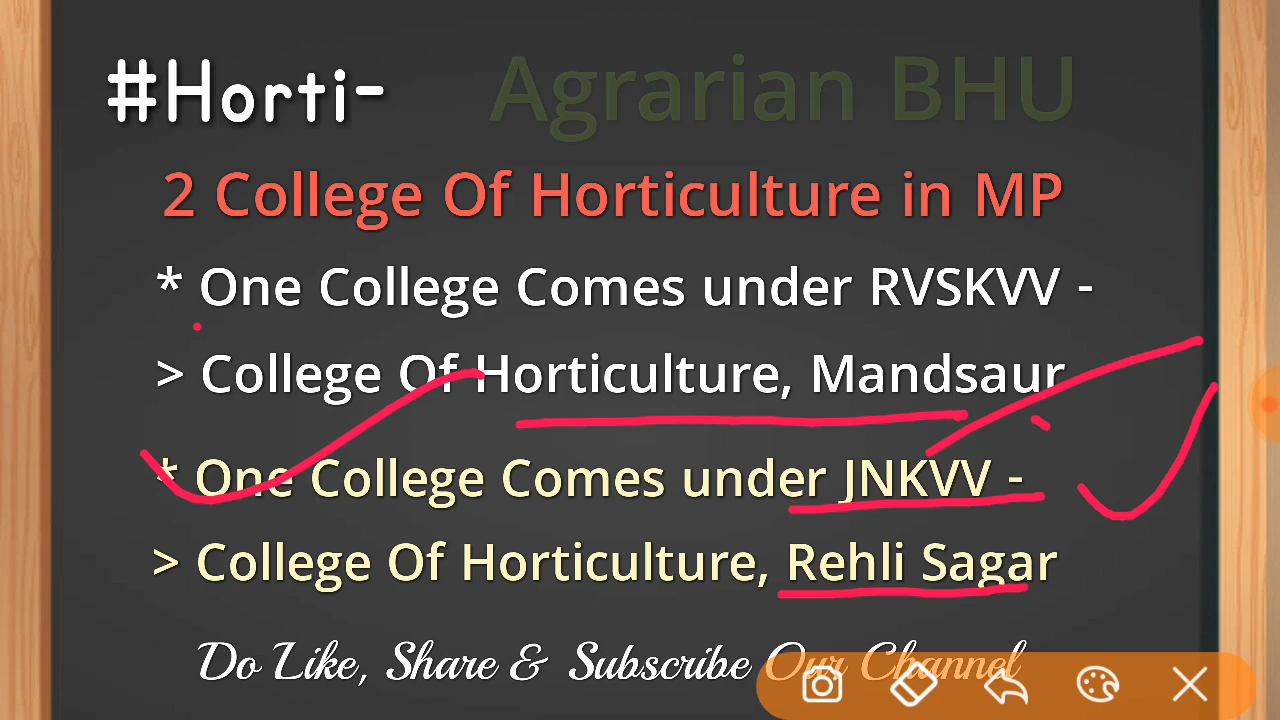 #Horti- Agrarian BHU
2 College Of Horticulture in MP
* One College Comes under RVSKVV -
> College Of Horticulture, Mandsaur
* One College Comes under JNKVV -
> College Of Horticulture, Rehli Sagar
Do Like, Share & Subscribe Our Channel